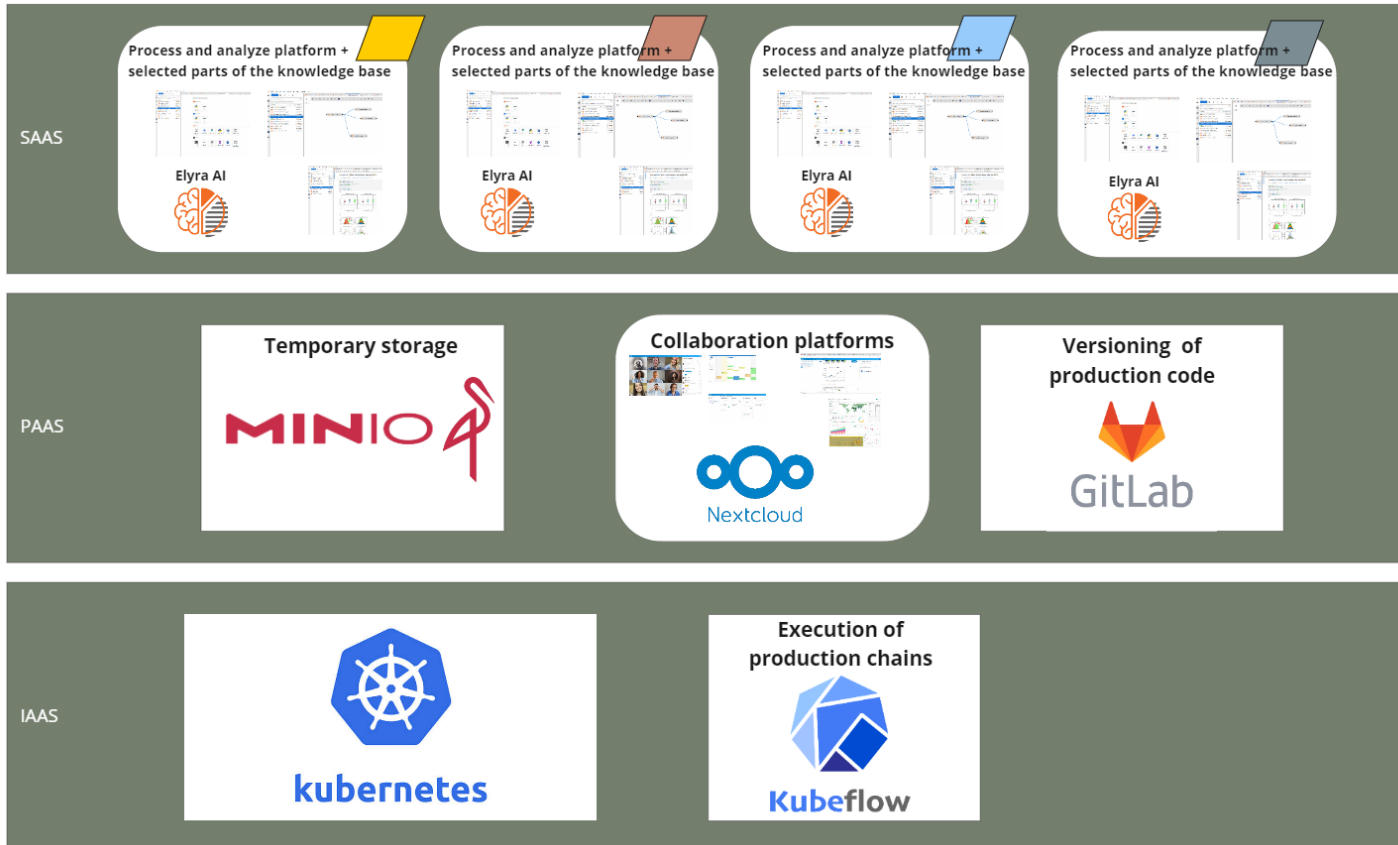 SAAS
Process and analyze platform +
selected parts of the knowledge base
Elyra AI
Process and analyze platform +
selected parts of the knowledge base
Elyra AI
Process and analyze platform +
selected parts of the knowledge base
Elyra AI
Process and analyze platform +
selected parts of the knowledge base
Elyra AI
PAAS
Temporary storage
MINIO
Collaboration platforms
Nextcloud
Versioning of
production code
GitLab
IAAS
kubernetes
Execution of
production chains
Kubeflow